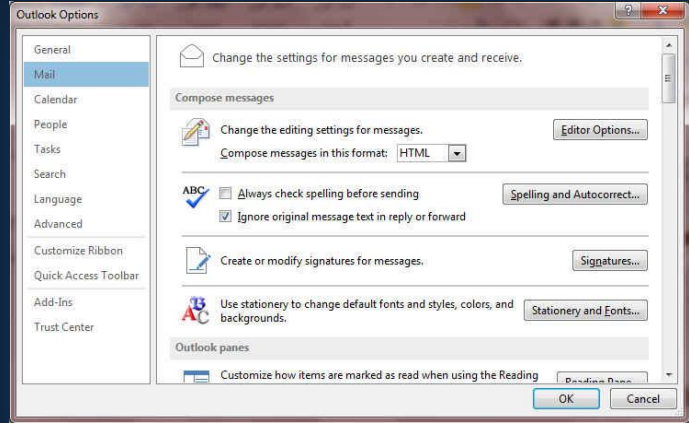 Outlook Options
?
General
Mail
Calendar
People
Tasks
Search
Language
Advanced
Customize Ribbon
Quick Access Toolbar
Add-Ins
Trust Center
Change the settings for messages you create and receive.
Compose messages
Change the editing settings for messages.
Editor Options...
Compose messages in this format: HTML
ABC
Always check spelling before sending
Spelling and Autocorrect...
Ignore original message text in reply or forward
Create or modify signatures for messages.
Signatures...
Use stationery to change default fonts and styles, colors, and
backgrounds.
Stationery and Fonts...
Outlook panes
Customize how items are marked as read when using the Reading
Reading Pane...
OK
Cancel